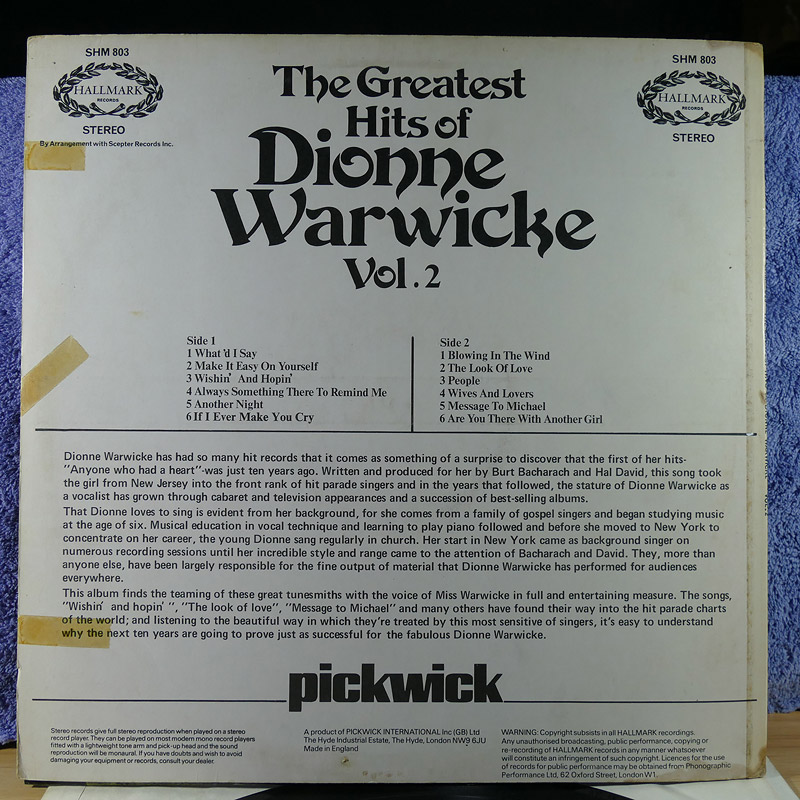 SHM 803
HALLMARK
RECORDS
STEREO
By Arrangement with Scepter Records Inc.
SHM 803
HALLMARK
RECORDS
STEREO
The Greatest
Hits of
Dionne
Warwicke
Vol. 2
Side 1
1 What'd I Say
2 Make It Easy On Yourself
3 Wishin' And Hopin'
4 Always Something There To Remind Me
5 Another Night
6 If I Ever Make You Cry
Side 2
1 Blowing In The Wind
2 The Look Of Love
3 People
4 Wives And Lovers
5 Message To Michael
6 Are You There With Another Girl
Dionne Warwicke has had so many hit records that it comes as something of a surprise to discover that the first of her hits-
"Anyone who had a heart"-was just ten years ago. Written and produced for her by Burt Bacharach and Hal David, this song took
the girl from New Jersey into the front rank of hit parade singers and in the years that followed, the stature of Dionne Warwicke as
a vocalist has grown through cabaret and television appearances and a succession of best-selling albums.
That Dionne loves to sing is evident from her background, for she comes from a family of gospel singers and began studying music
at the age of six. Musical education in vocal technique and learning to play piano followed and before she moved to New York to
concentrate on her career, the young Dionne sang regularly in church. Her start in New York came as background singer on
numerous recording sessions until her incredible style and range came to the attention of Bacharach and David. They, more than
anyone else, have been largely responsible for the fine output of material that Dionne Warwicke has performed for audiences
everywhere.
This album finds the teaming of these great tunesmiths with the voice of Miss Warwicke in full and entertaining measure. The songs,
"Wishin' and hopin' ", "The look of love", "Message to Michael" and many others have found their way into the hit parade charts
of the world; and listening to the beautiful way in which they're treated by this most sensitive of singers, it's easy to understand
why the next ten years are going to prove just as successful for the fabulous Dionne Warwicke.
pickwick
Stereo records give full stereo reproduction when played on a stereo
record player. They can be played on most modern mono record players
fitted with a lightweight tone arm and pick-up head and the sound
reproduction will be monaural. If you have doubts and wish to avoid
damaging your equipment or records, consult your dealer.
A product of PICKWICK INTERNATIONAL Inc (GB) Ltd
The Hyde Industrial Estate, The Hyde, London NW9 6JU
Made in England
WARNING: Copyright subsists in all HALLMARK recordings.
Any unauthorised broadcasting, public performance, copying or
re-recording of HALLMARK records in any manner whatsoever
will constitute an infringement of such copyright. Licences for the use
of records for public performance may be obtained from Phonographic
Performance Ltd, 62 Oxford Street, London W1.